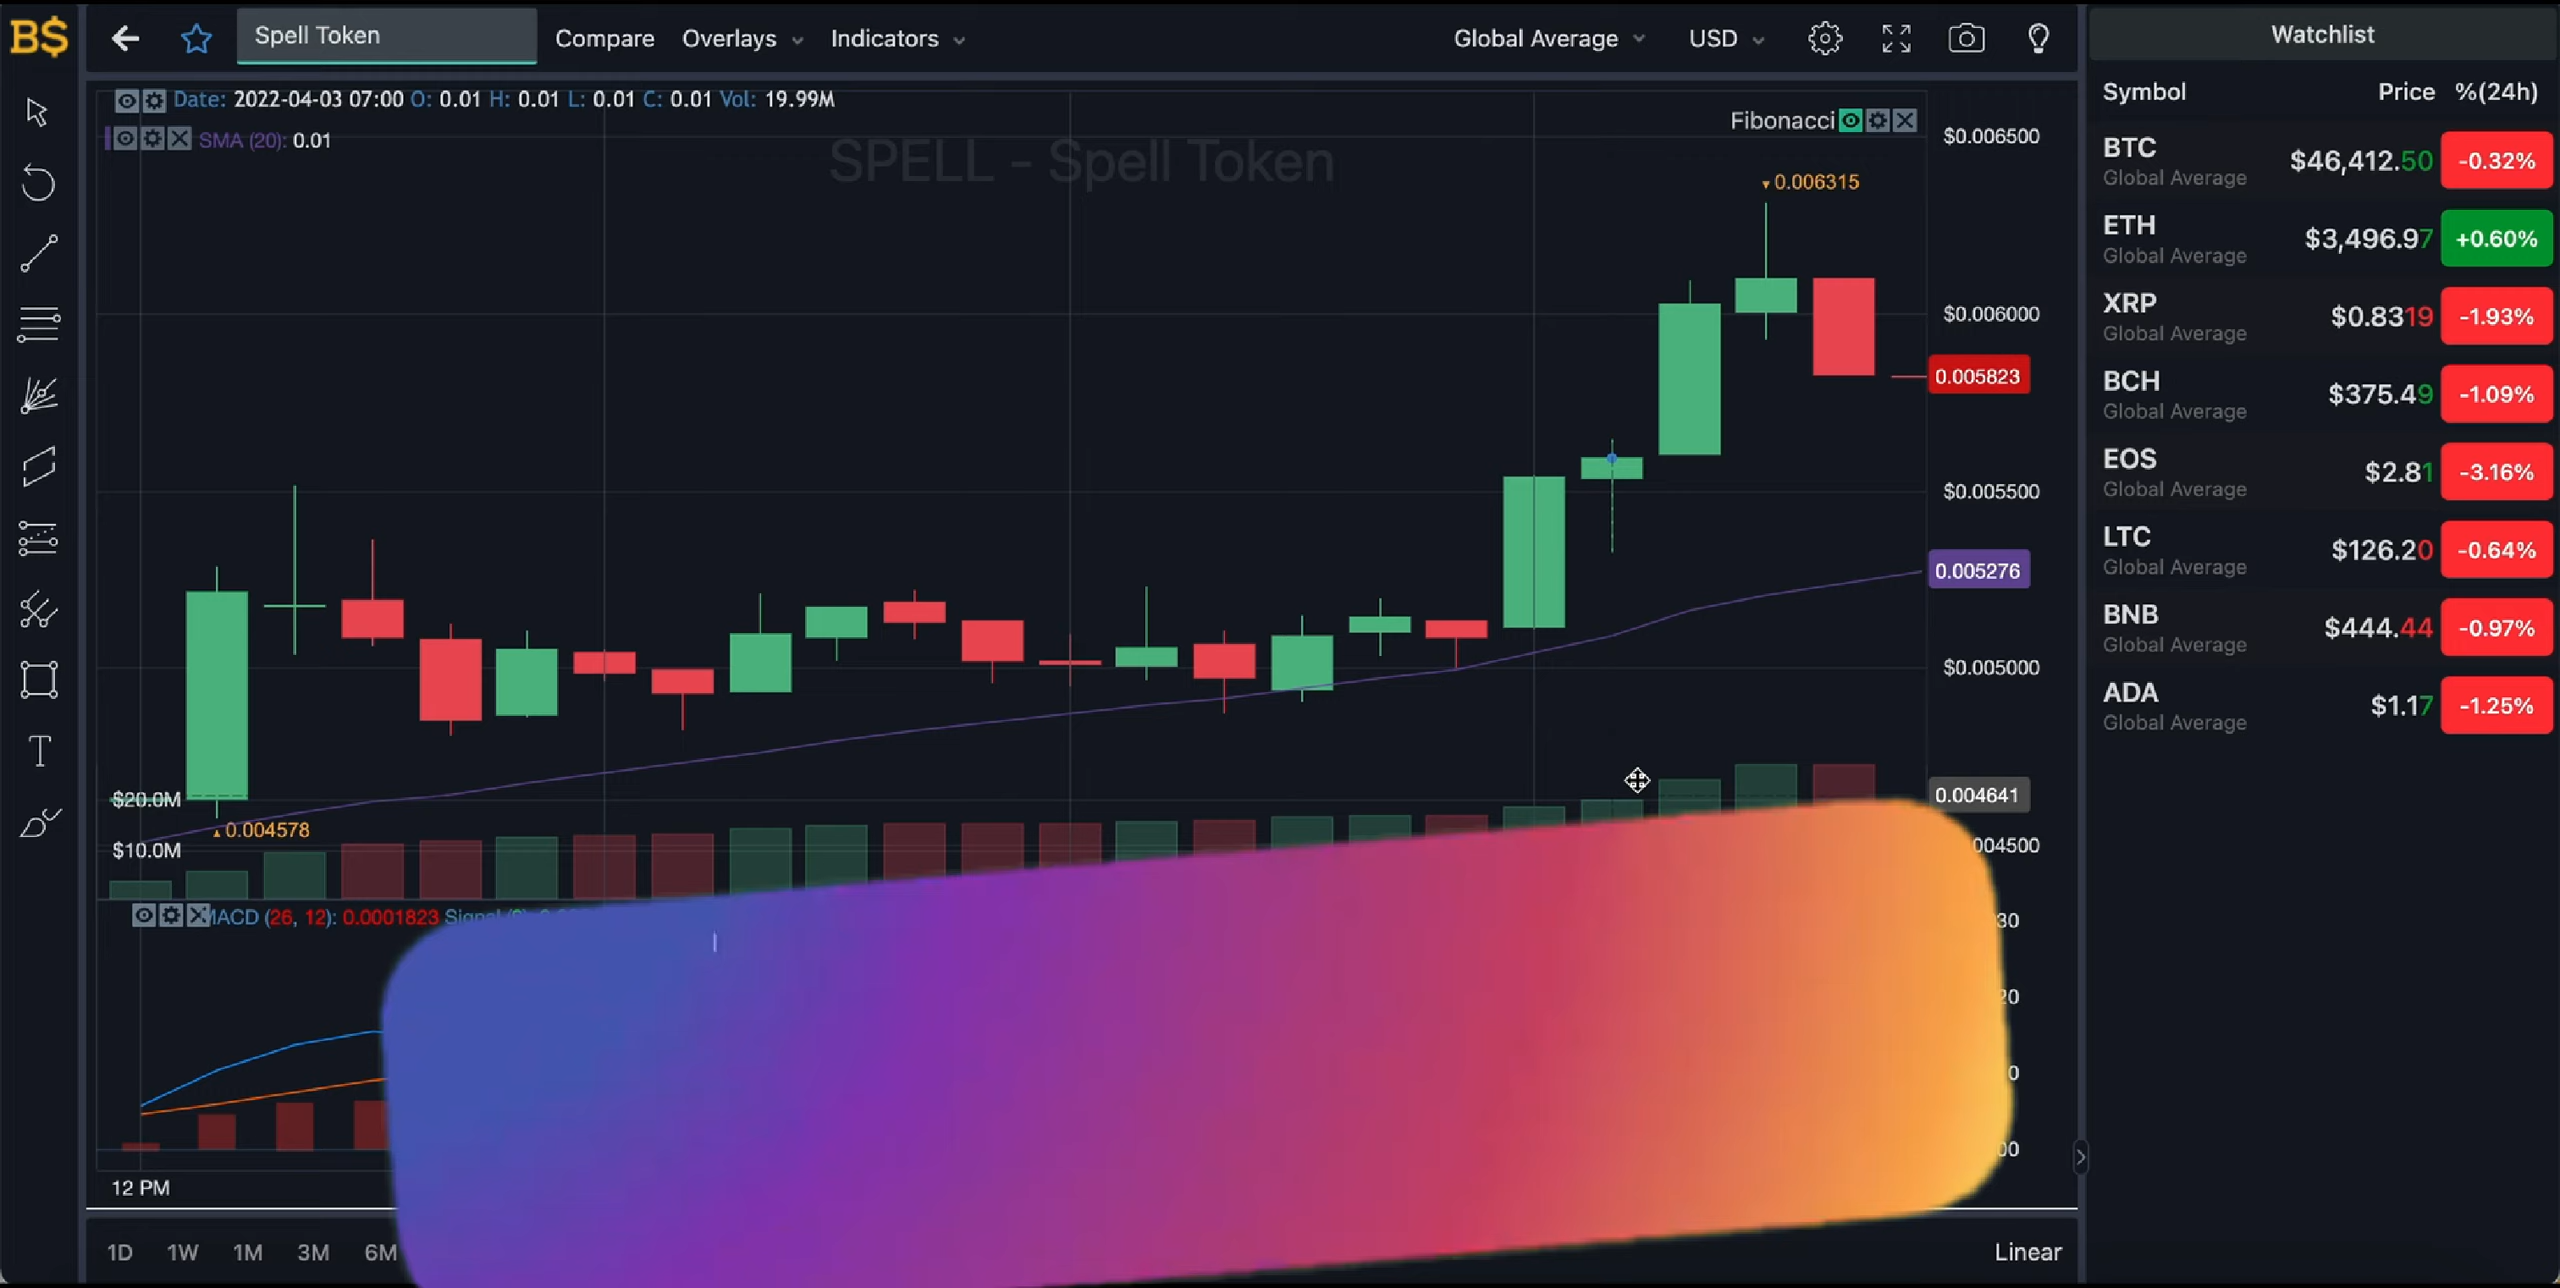 B$ Spell Token Compare Overlays Indicators Global Average USD
Date: 2022-04-03 07:00 O: 0.01 H: 0.01 L: 0.01 C: 0.01 Vol: 19.99M
SMA (20): 0.01
Fibonacci
SPELL - Spell Token
0.006315
0.004578
$20.0M
$10.0M
$0.006500
$0.006000
0.005823
$0.005500
0.005276
$0.005000
0.004641
004500
MACD (26, 12): 0.0001823 Signal
30
20
0
00
12 PM
1D 1W 1M 3M 6M
Linear
Watchlist
Symbol Price %(24h)
BTC $46,412.50 -0.32%
Global Average
ETH $3,496.97 +0.60%
Global Average
XRP $0.8319 -1.93%
Global Average
BCH $375.49 -1.09%
Global Average
EOS $2.81 -3.16%
Global Average
LTC $126.20 -0.64%
Global Average
BNB $444.44 -0.97%
Global Average
ADA $1.17 -1.25%
Global Average